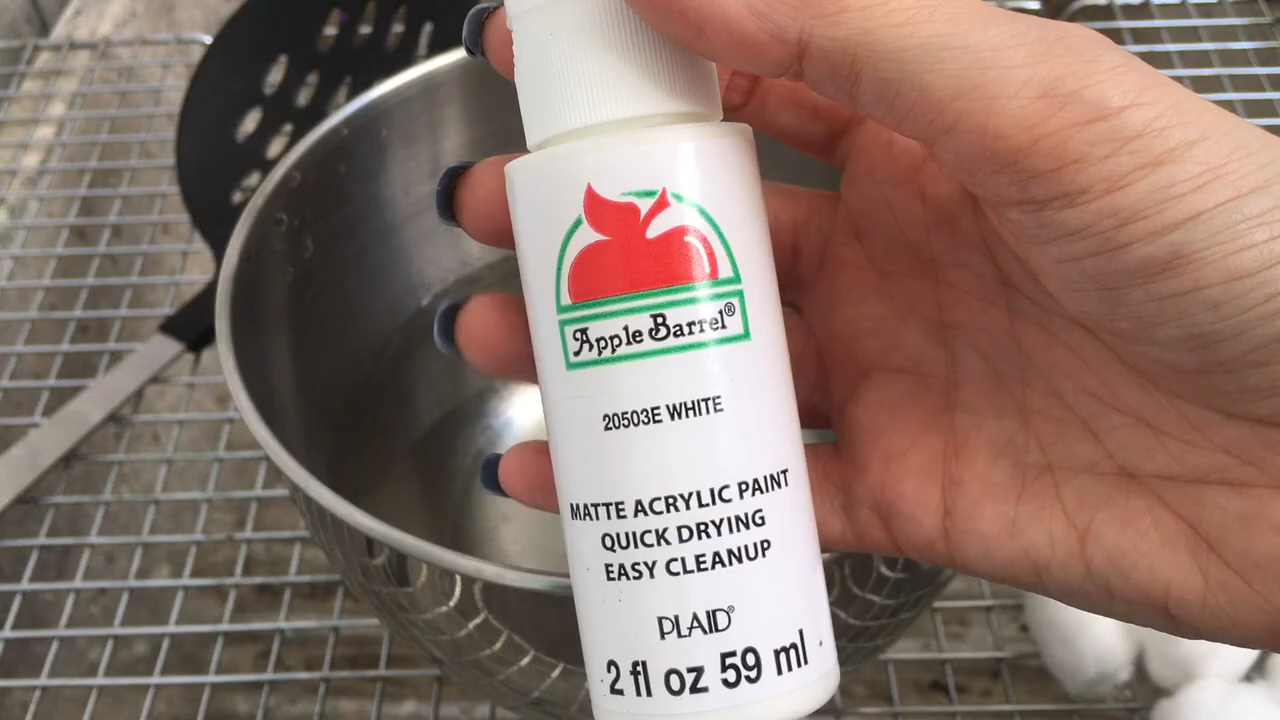 Apple Barrel®
20503E WHITE
MATTE ACRYLIC PAINT
QUICK DRYING
EASY CLEANUP
PLAID®
2 fl oz 59 ml